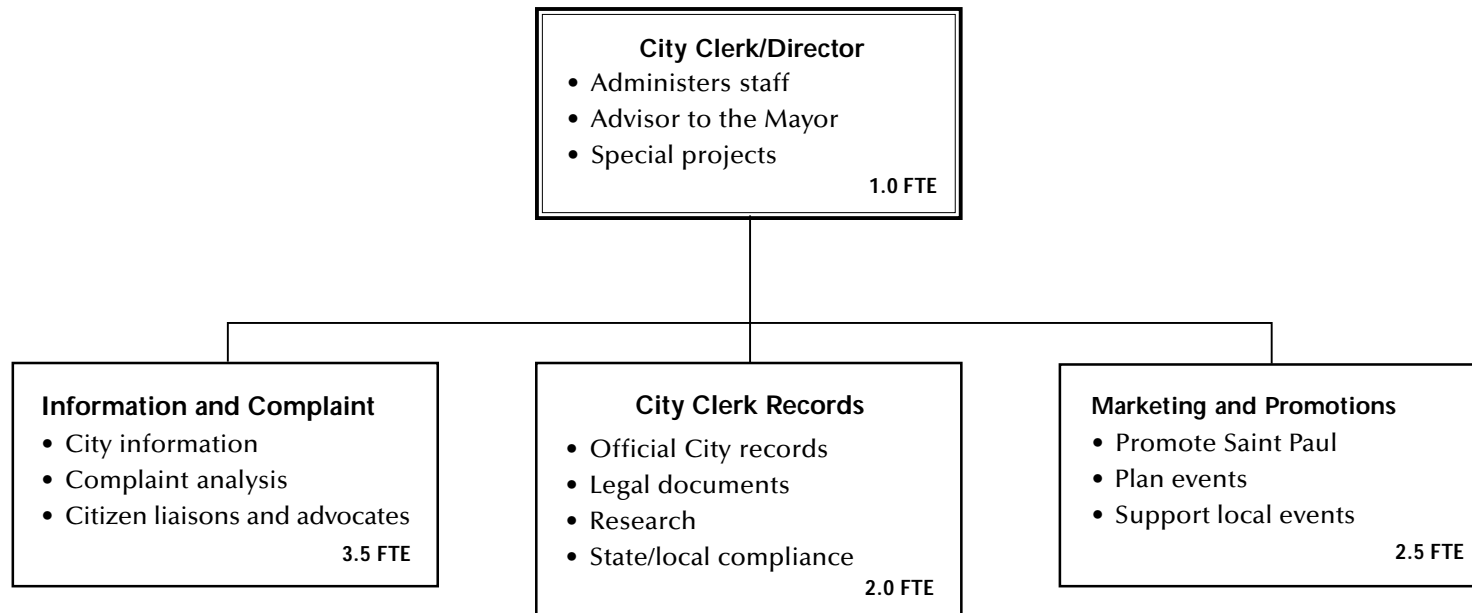 City Clerk/Director
• Administers staff
• Advisor to the Mayor
• Special projects
1.0 FTE
Information and Complaint
• City information
• Complaint analysis
• Citizen liaisons and advocates
3.5 FTE
City Clerk Records
• Official City records
• Legal documents
• Research
• State/local compliance
2.0 FTE
Marketing and Promotions
• Promote Saint Paul
• Plan events
• Support local events
2.5 FTE